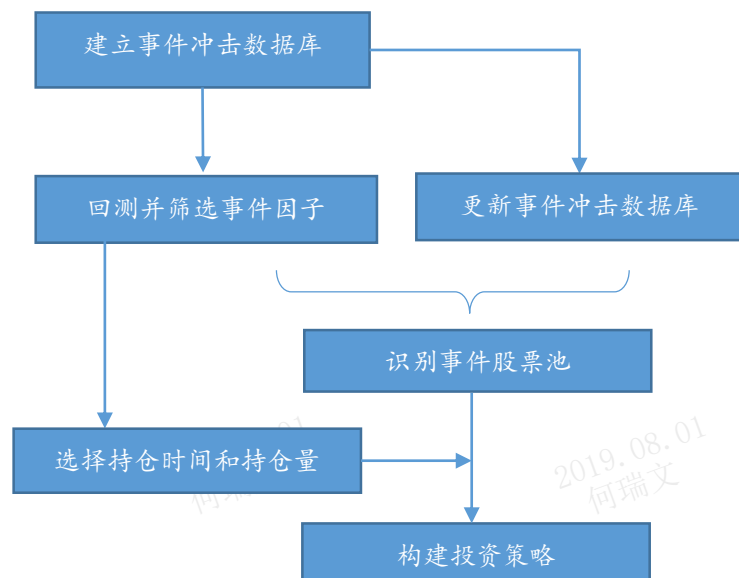 建立事件冲击数据库
回测并筛选事件因子
更新事件冲击数据库
识别事件股票池
选择持仓时间和持仓量
2019.08.01
何瑞文
构建投资策略